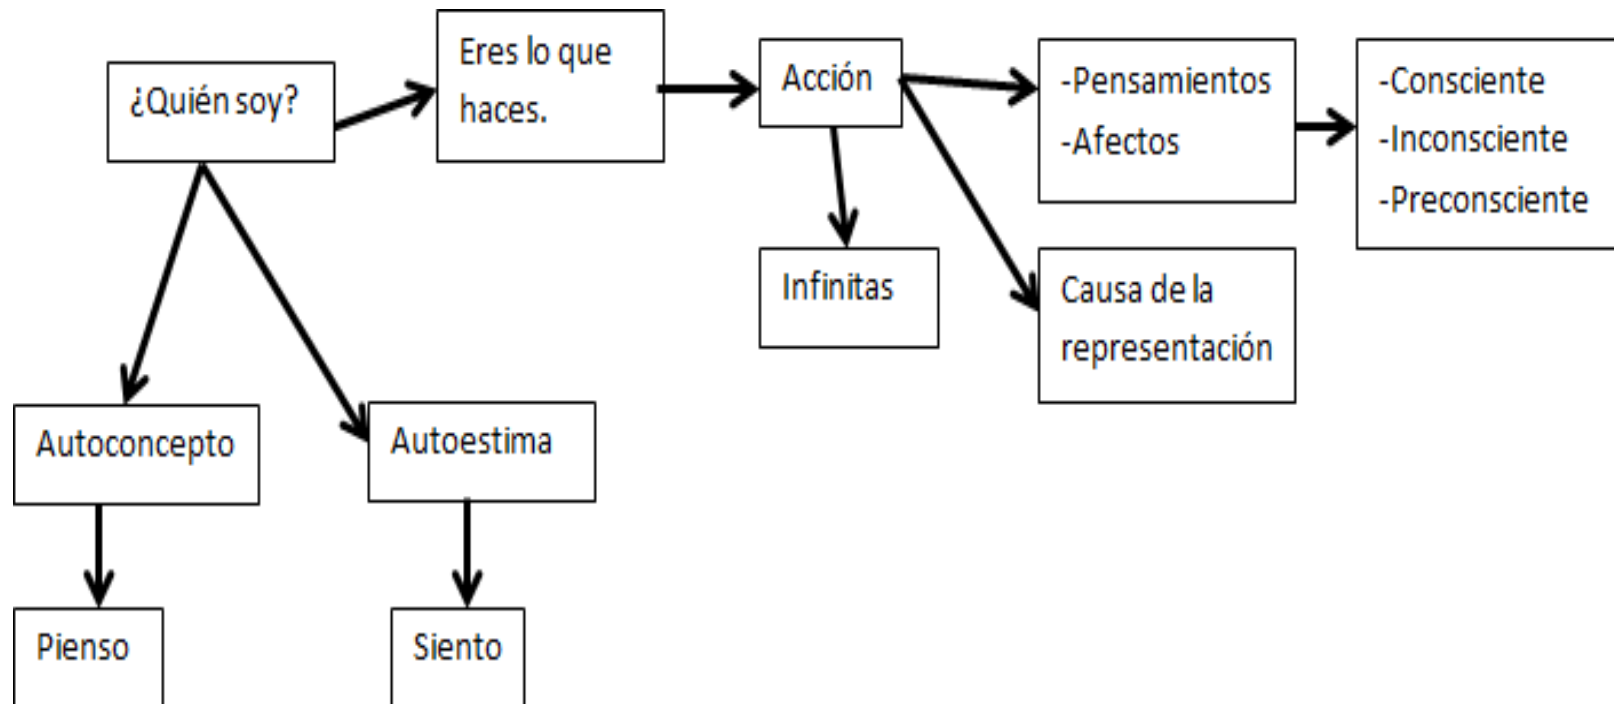 ¿Quién soy?
Eres lo que
haces.
Acción
-Pensamientos
-Afectos
-Consciente
-Inconsciente
-Preconsciente
Infinitas
Causa de la
representación
Autoconcepto
Autoestima
Pienso
Siento